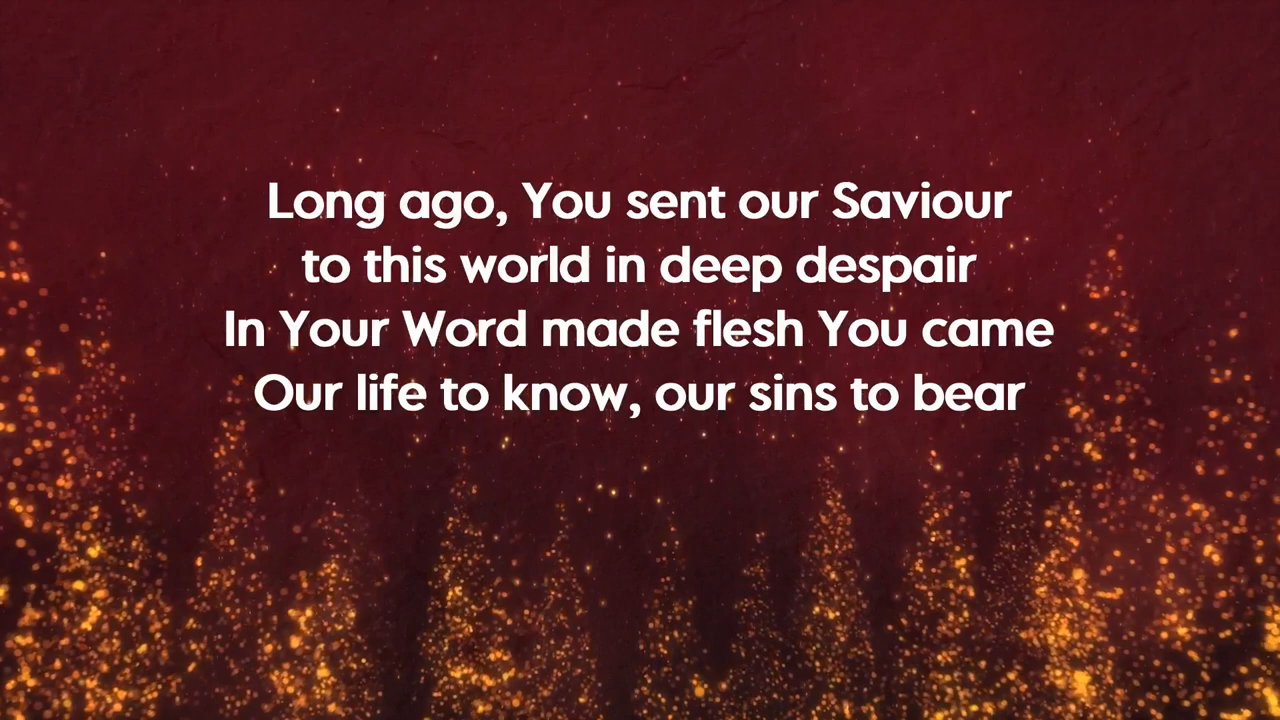 Long ago, You sent our Saviour
to this world in deep despair
In Your Word made flesh You came
Our life to know, our sins to bear